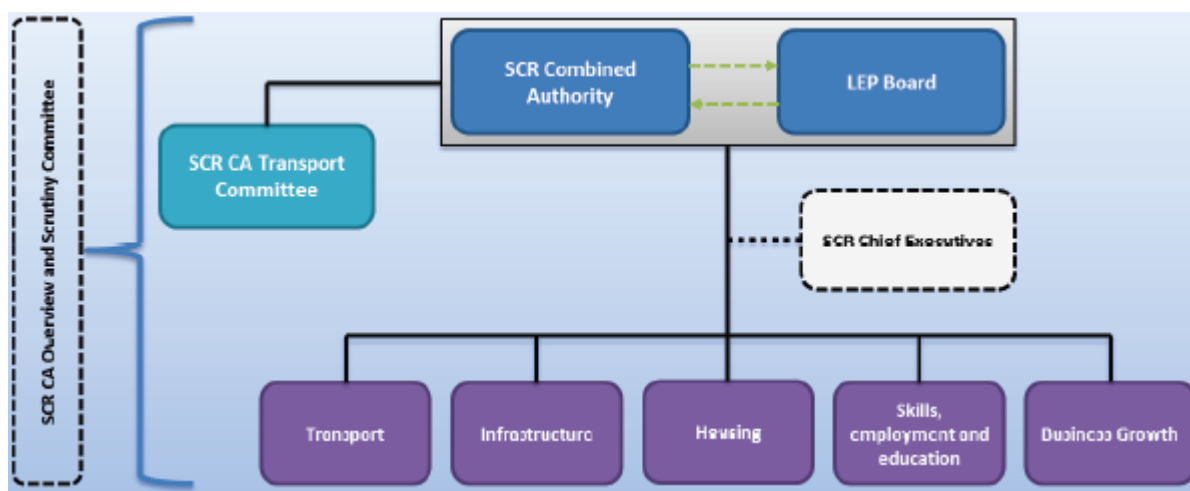 SCR CA Overview and Scrutiny Committee
SCR Combined
Authority
LEP Board
SCR CA Transport
Committee
SCR Chief Executives
Transport
Infrastructure
Housing
Skills,
employment and
education
Business Growth